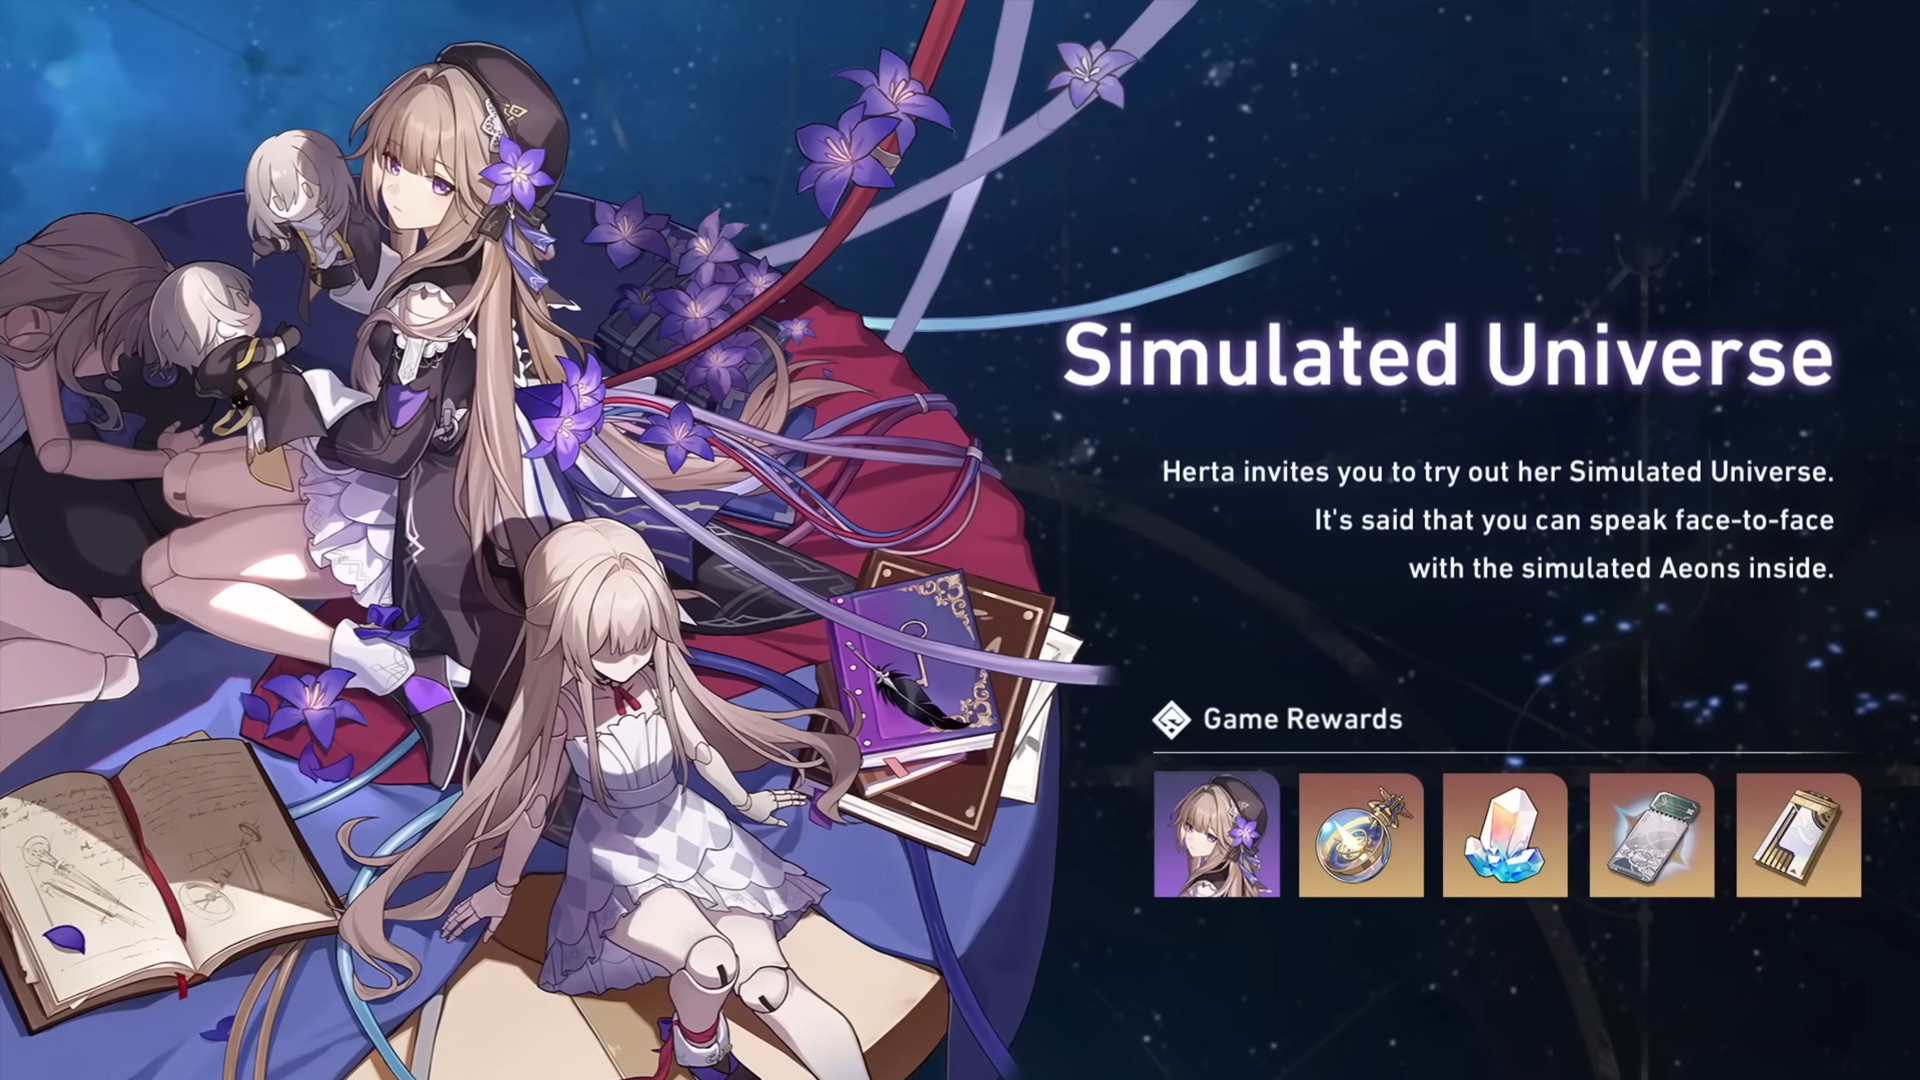 Simulated Universe
Herta invites you to try out her Simulated Universe.
It's said that you can speak face-to-face
with the simulated Aeons inside.
Game Rewards